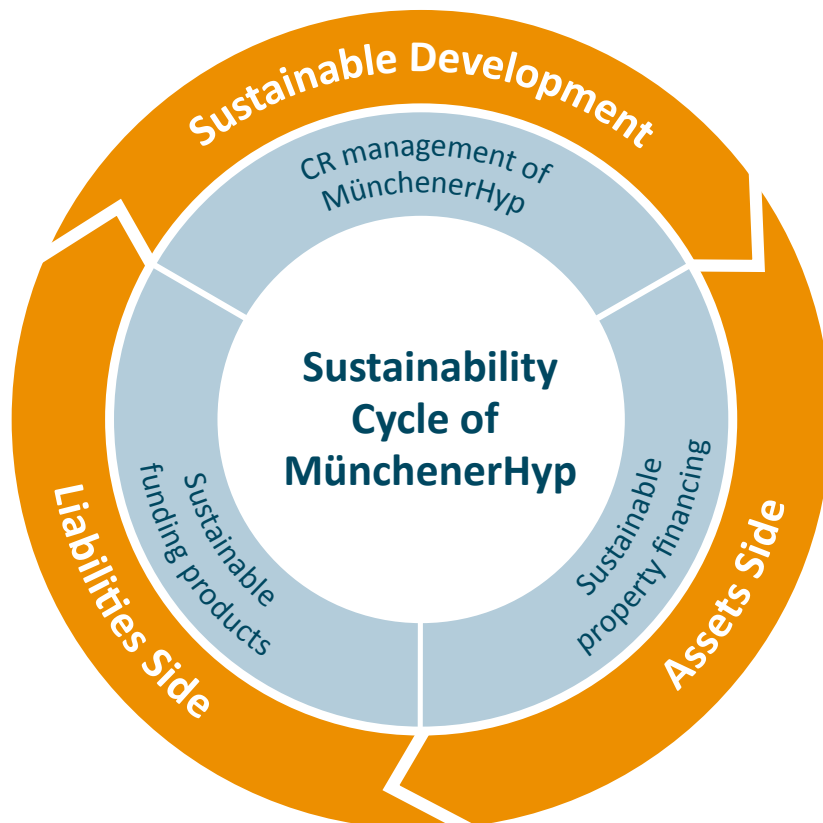 Sustainable Development
CR management of
MünchenerHyp
Sustainability
Cycle of
MünchenerHyp
Liabilities Side
Sustainable
funding products
Sustainable
property financing
Assets Side